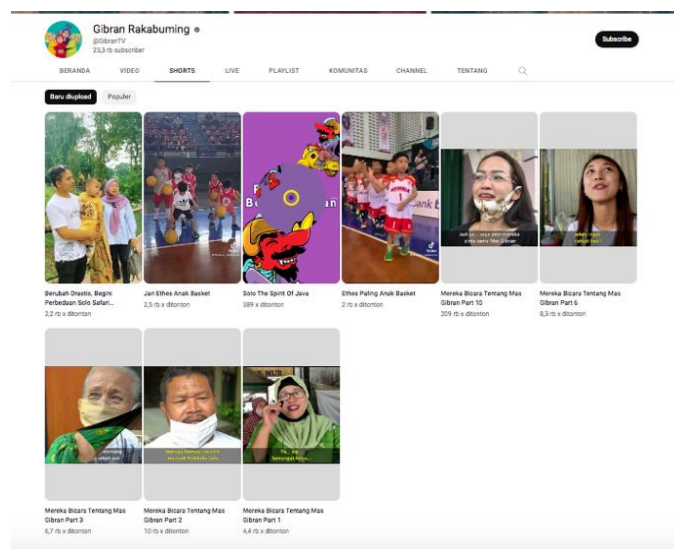 Gibran Rakabuming
@GibranTV
23,3 rb subscriber
Subscribe
BERANDA VIDEO SHORTS LIVE PLAYLIST KOMUNITAS CHANNEL TENTANG
Baru diupload Populer
Berubah Drastis, Begini
Perbedaan Solo Safari...
2,2 rb x ditonton
Jan Ethes Anak Basket
2,5 rb x ditonton
Solo The Spirit Of Java
389 x ditonton
Ethes Paling Anak Basket
2 rb x ditonton
Mereka Bicara Tentang Mas
Gibran Part 10
209 rb x ditonton
Mereka Bicara Tentang Mas
Gibran Part 6
6,3 rb x ditonton
Mereka Bicara Tentang Mas
Gibran Part 3
6,7 rb x ditonton
Mereka Bicara Tentang Mas
Gibran Part 2
10 rb x ditonton
Mereka Bicara Tentang Mas
Gibran Part 1
4,4 rb x ditonton